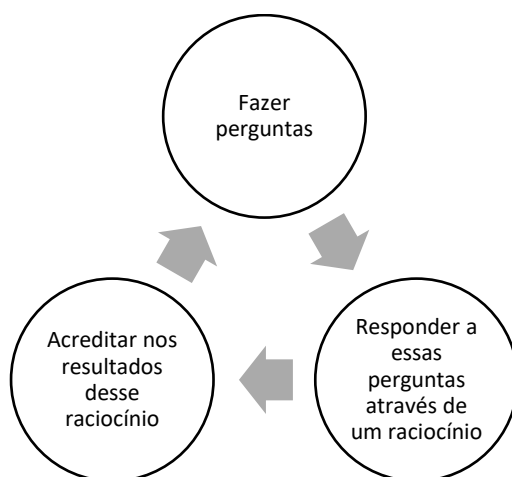 Fazer
perguntas
Responder a
essas
perguntas
através de
um raciocínio
Acreditar nos
resultados
desse
raciocínio